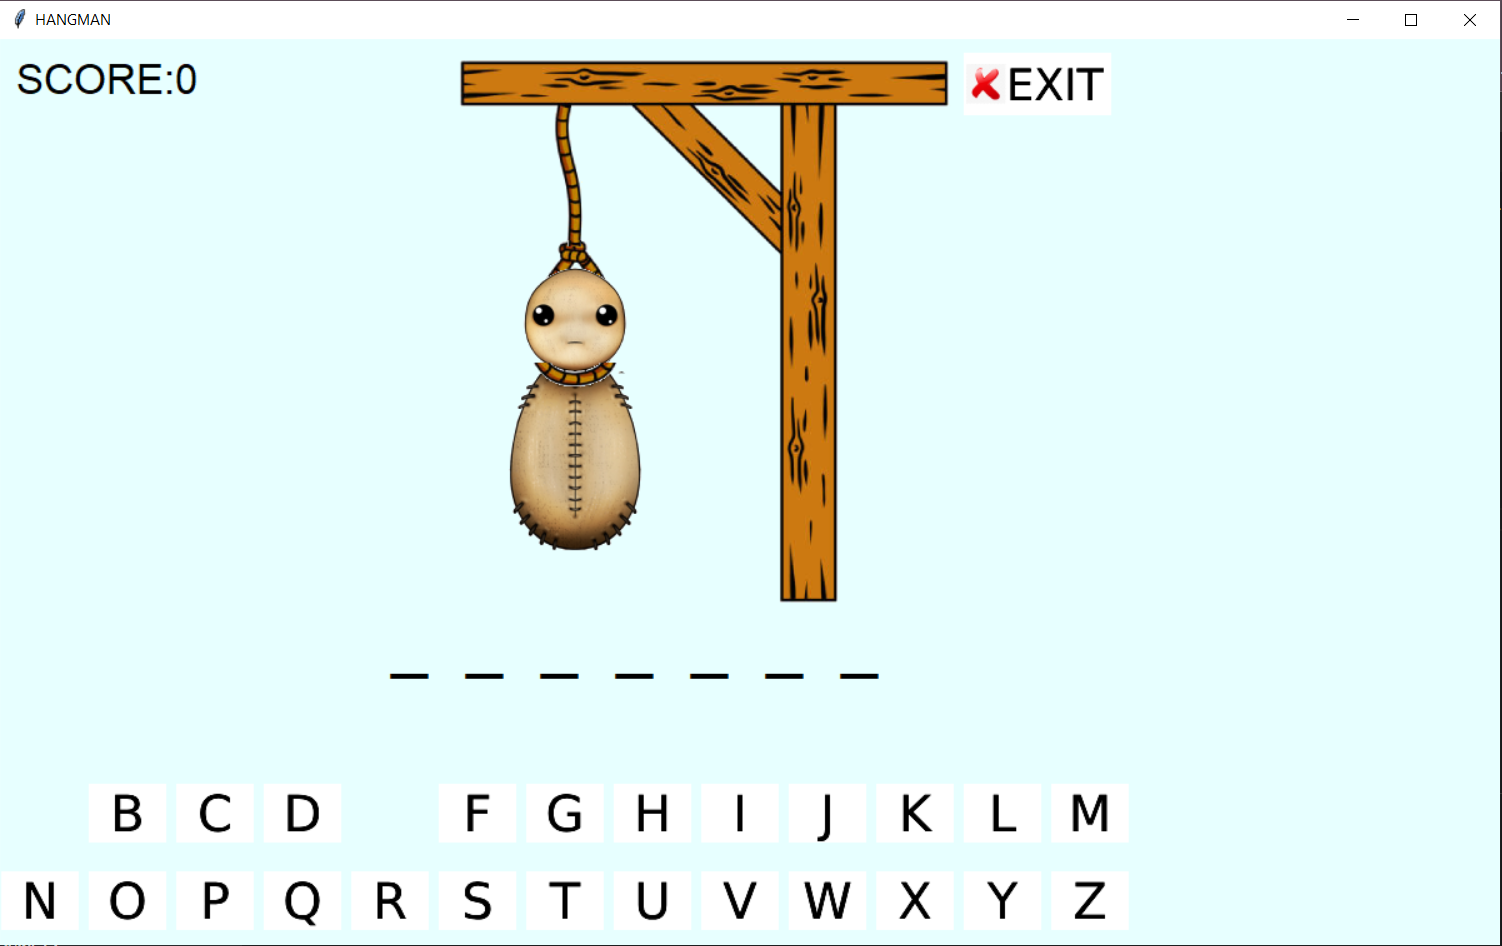 HANGMAN
SCORE:0
EXIT
_ _ _ _ _ _ _
B C D F G H I J K L M
N O P Q R S T U V W X Y Z